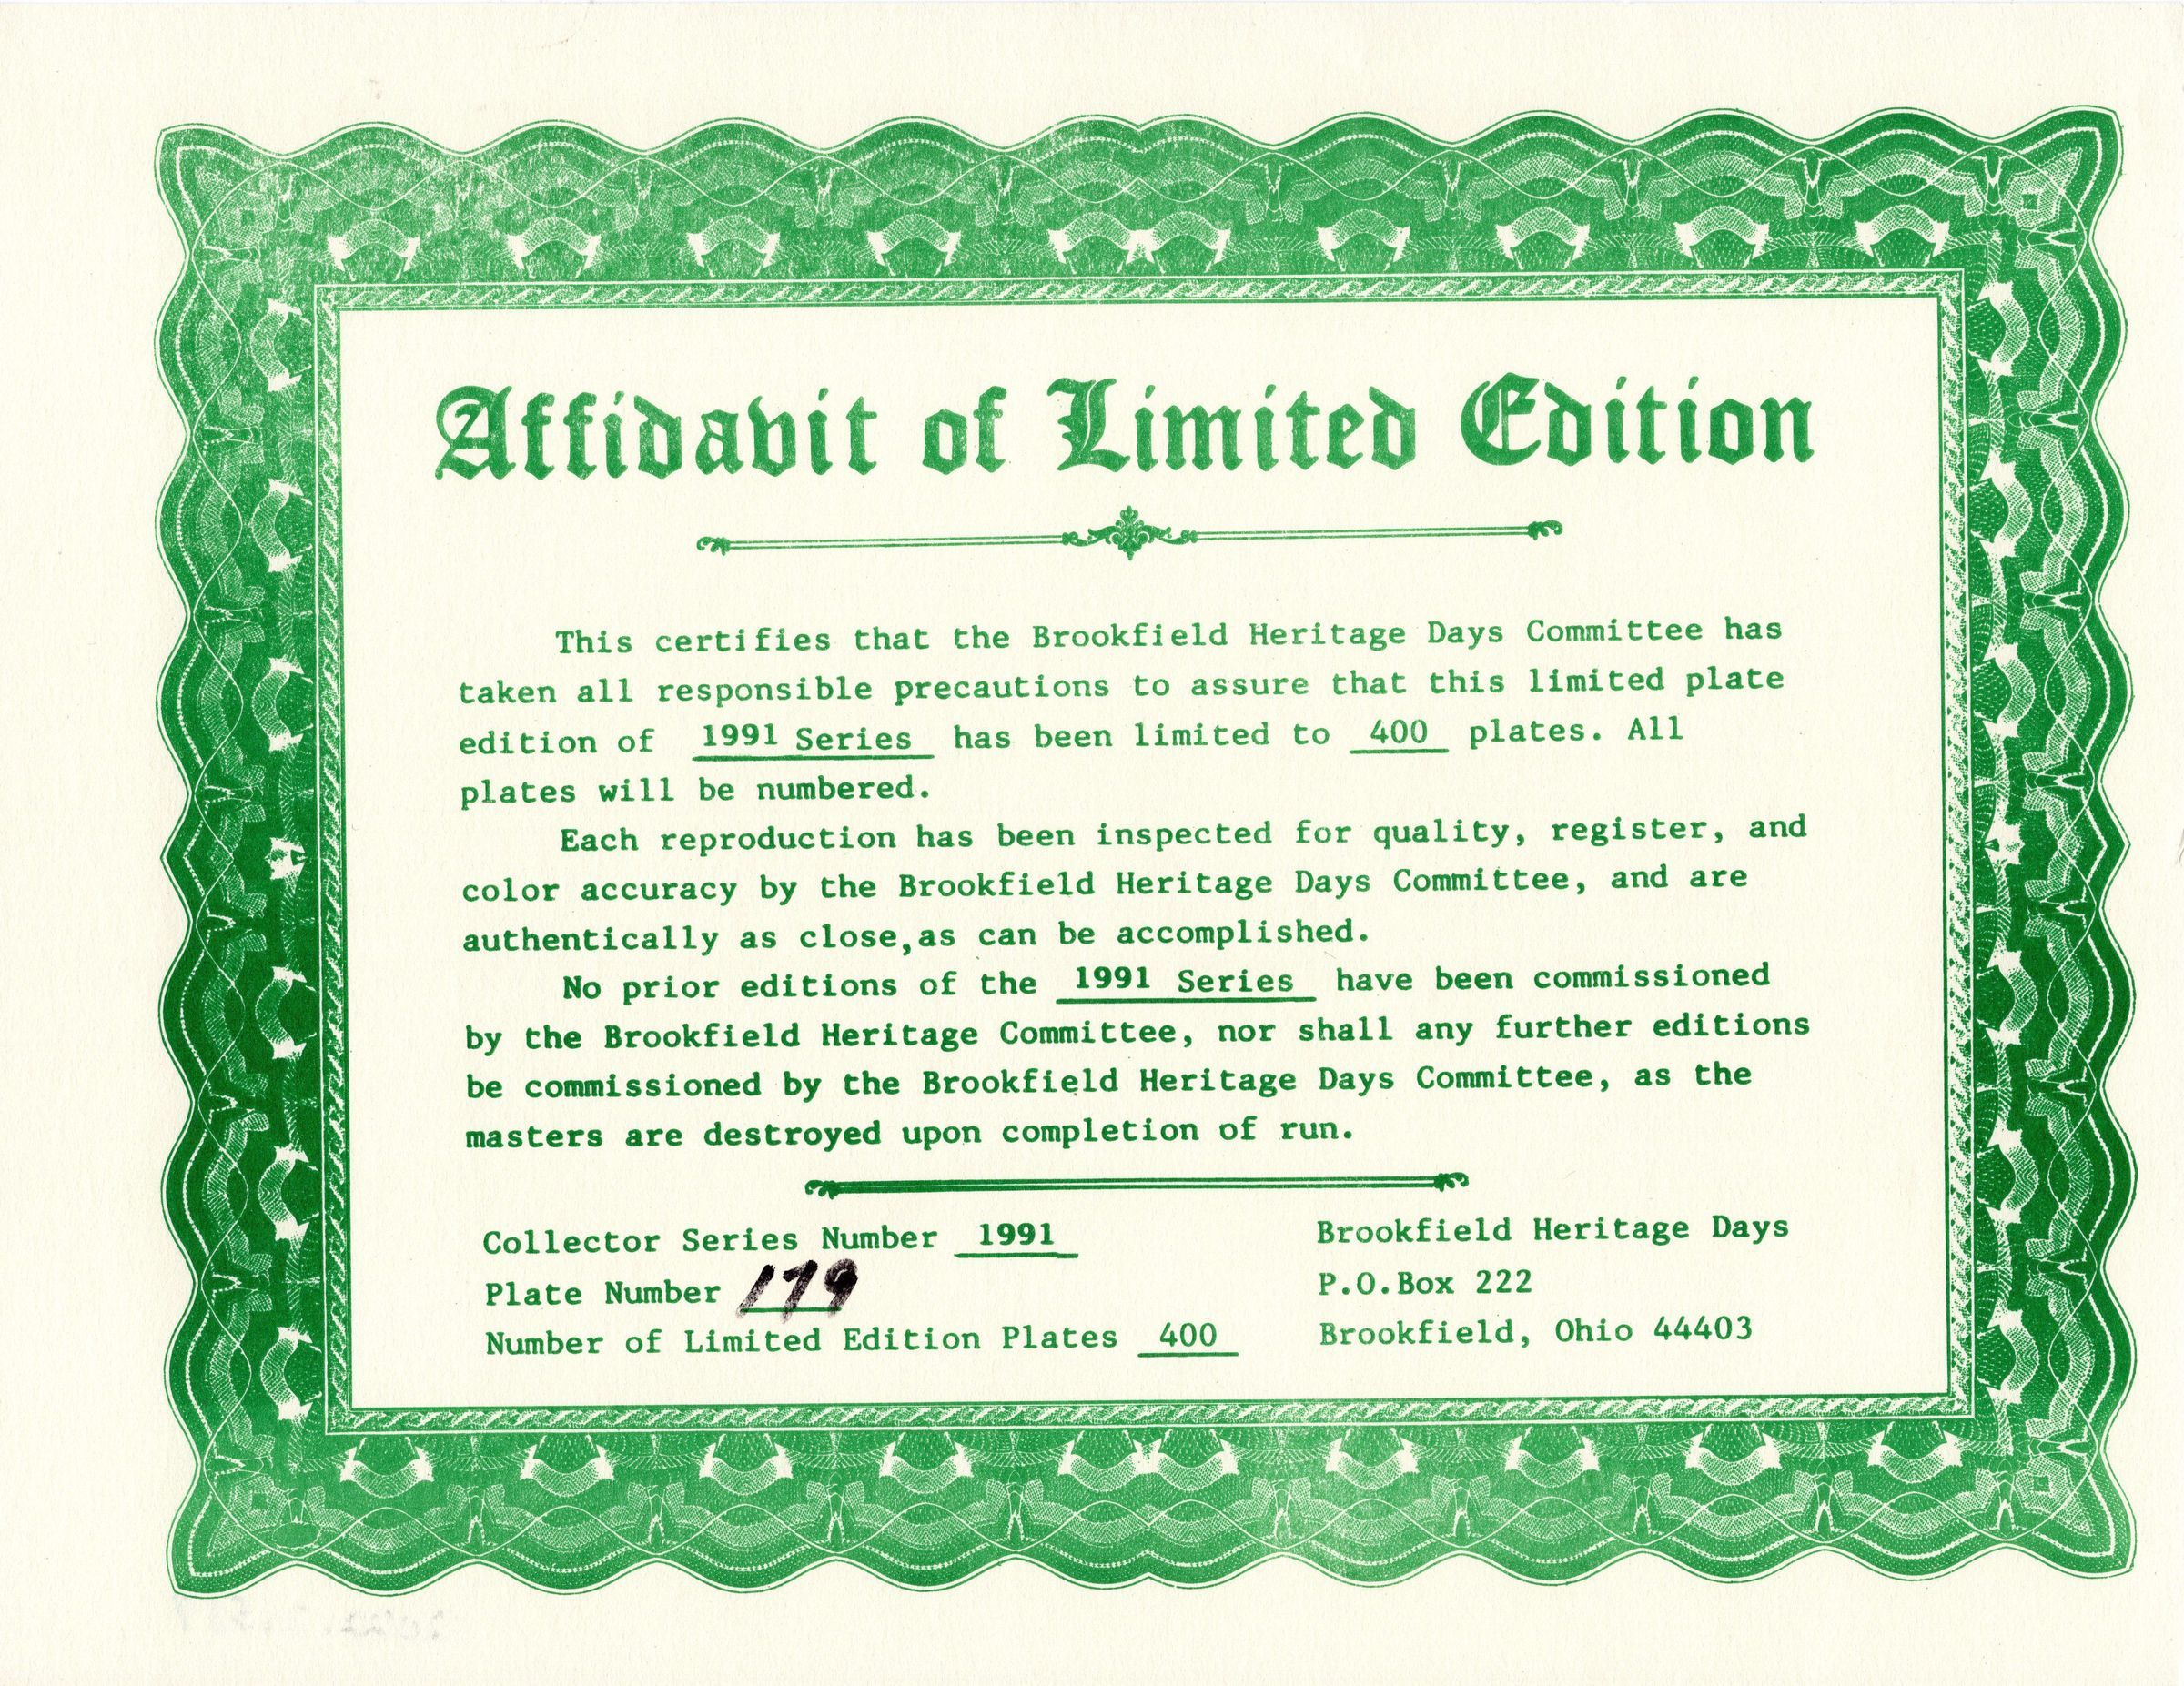 Affidavit of Limited Edition
This certifies that the Brookfield Heritage Days Committee has
taken all responsible precautions to assure that this limited plate
edition of 1991 Series has been limited to 400 plates. All
plates will be numbered.
Each reproduction has been inspected for quality, register, and
color accuracy by the Brookfield Heritage Days Committee, and are
authentically as close,as can be accomplished.
No prior editions of the 1991 Series have been commissioned
by the Brookfield Heritage Committee, nor shall any further editions
be commissioned by the Brookfield Heritage Days Committee, as the
masters are destroyed upon completion of run.
Collector Series Number 1991
Plate Number 179
Number of Limited Edition Plates 400
Brookfield Heritage Days
P.O.Box 222
Brookfield, Ohio 44403